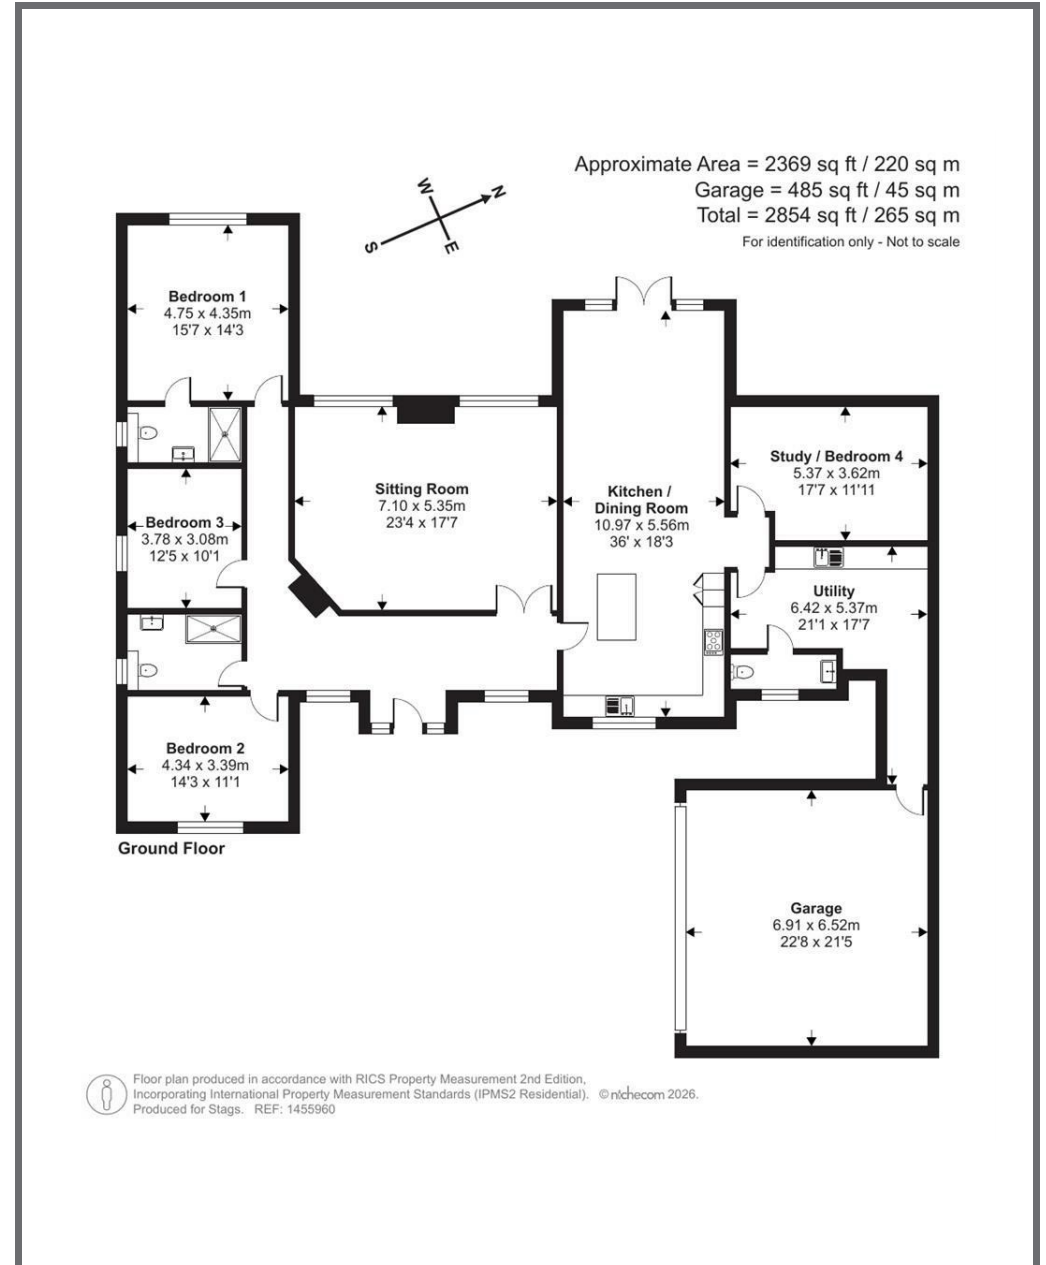 Approximate Area = 2369 sq ft / 220 sq m
Garage = 485 sq ft / 45 sq m
Total = 2854 sq ft / 265 sq m
For identification only - Not to scale
W
N
S
E
Bedroom 1
4.75 x 4.35m
15'7 x 14'3
Sitting Room
7.10 x 5.35m
23'4 x 17'7
Kitchen /
Dining Room
10.97 x 5.56m
36' x 18'3
Study / Bedroom 4
5.37 x 3.62m
17'7 x 11'11
Bedroom 3
3.78 x 3.08m
12'5 x 10'1
Utility
6.42 x 5.37m
21'1 x 17'7
Bedroom 2
4.34 x 3.39m
14'3 x 11'1
Ground Floor
Garage
6.91 x 6.52m
22'8 x 21'5
Floor plan produced in accordance with RICS Property Measurement 2nd Edition,
Incorporating International Property Measurement Standards (IPMS2 Residential). ©nıchecom 2026.
Produced for Stags. REF: 1455960